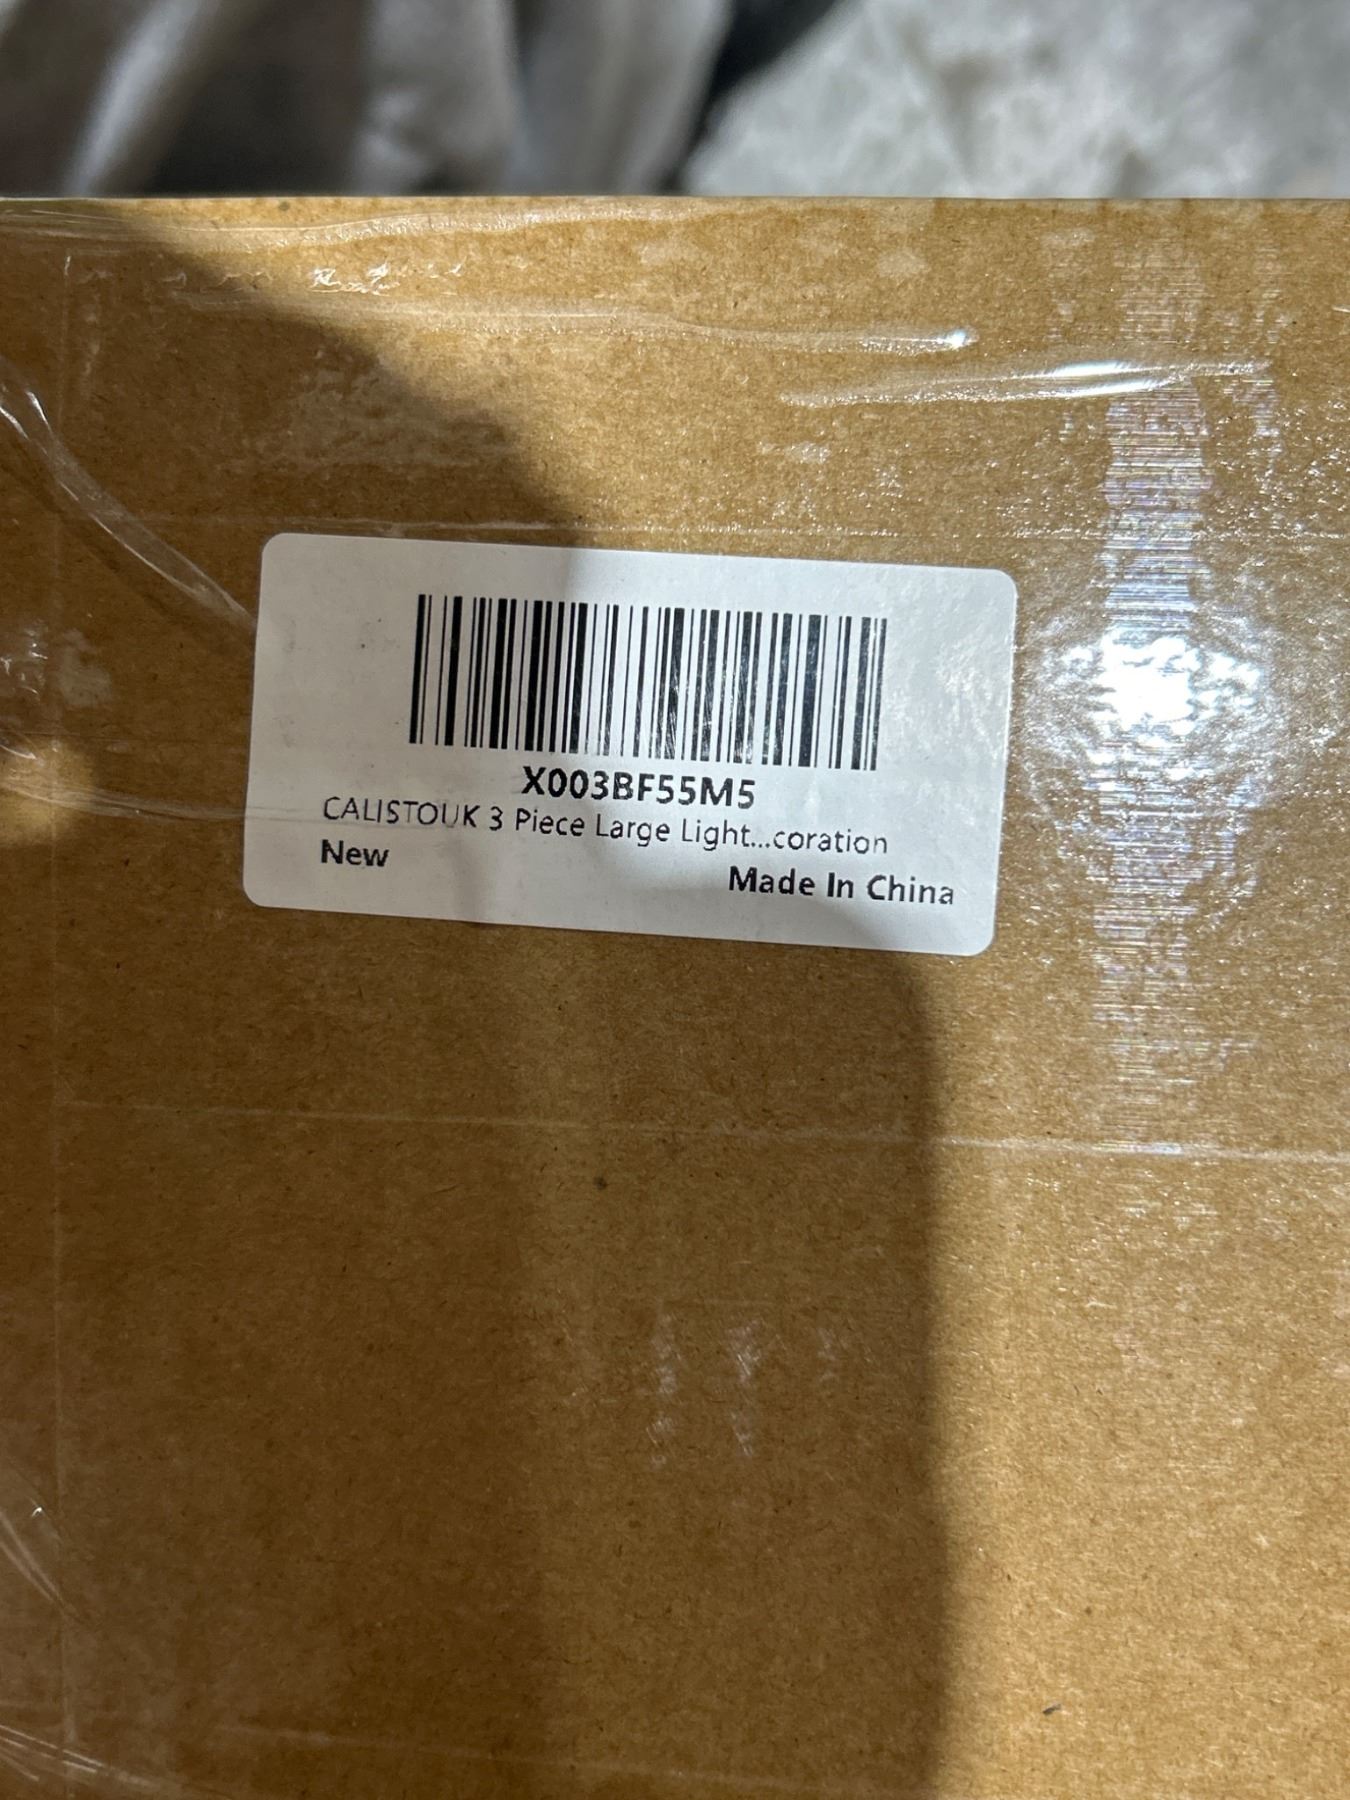 X003BF55M5
CALISTOUK 3 Piece Large Light...coration
New
Made In China